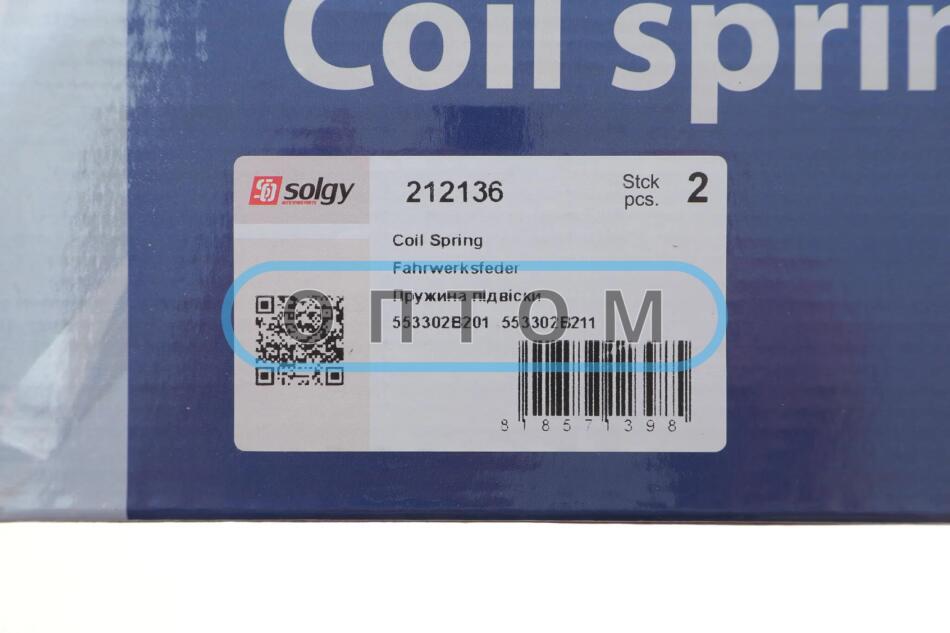 Coil sprin
solgy
212136
Stck
pcs.
2
Coil Spring
Fahrwerksfeder
Пружина підвіски
ОПТОМ
553302B201 553302B211
818571398